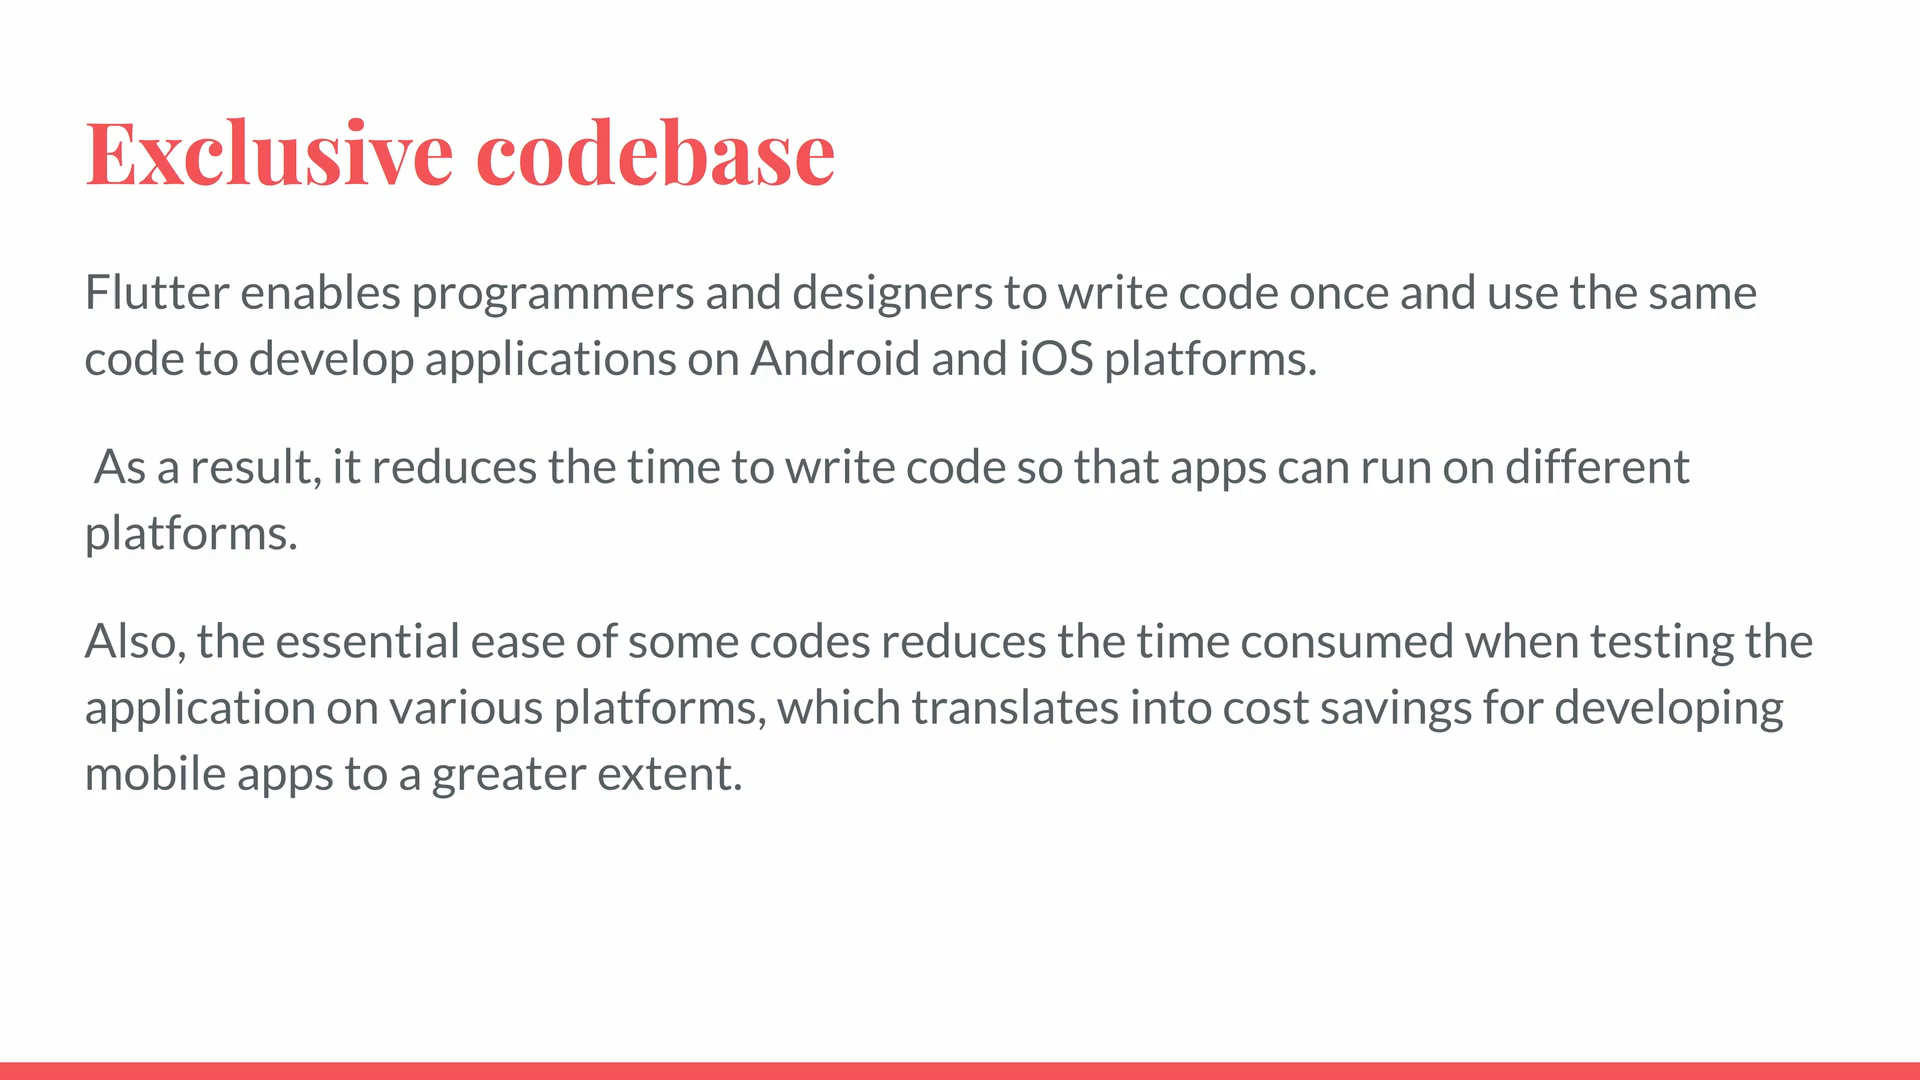 Exclusive codebase
Flutter enables programmers and designers to write code once and use the same
code to develop applications on Android and iOS platforms.
As a result, it reduces the time to write code so that apps can run on different
platforms.
Also, the essential ease of some codes reduces the time consumed when testing the
application on various platforms, which translates into cost savings for developing
mobile apps to a greater extent.